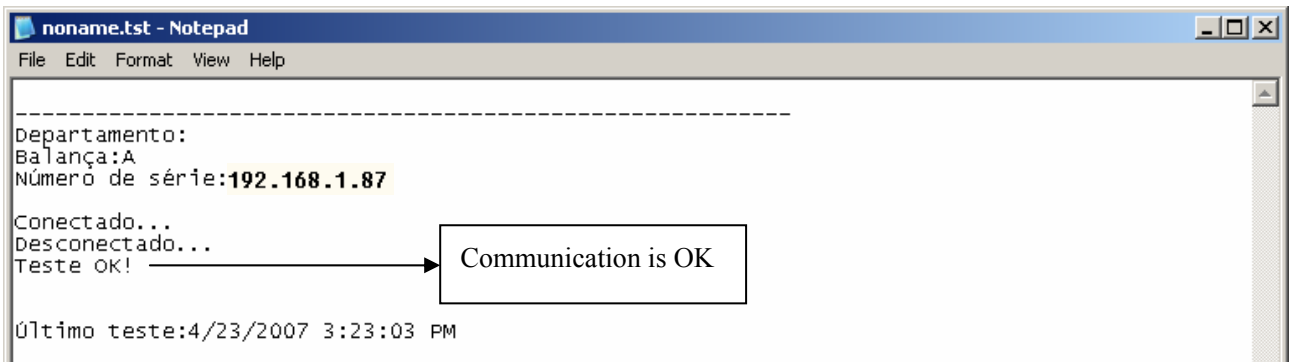 noname.tst - Notepad
File Edit Format View Help
----------------------------------------------------------
Departamento:
Balança:A
Número de série:192.168.1.87
Conectado...
Desconectado...
Teste OK!
Communication is OK
Último teste:4/23/2007 3:23:03 PM